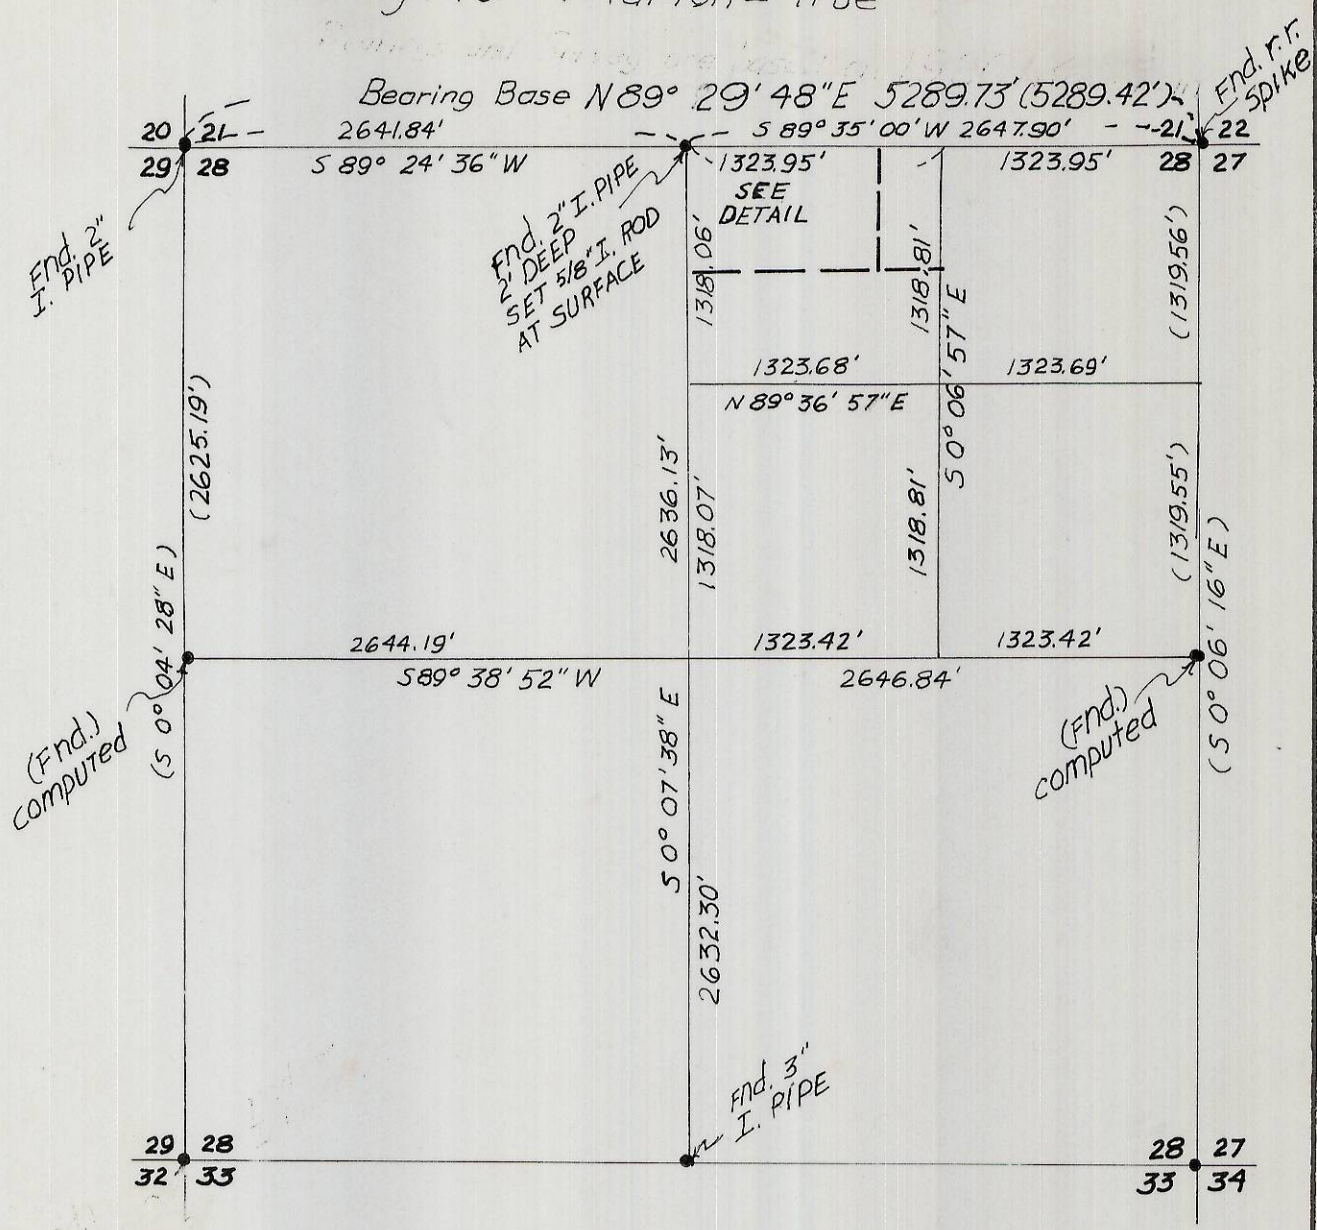 True
Bearing Base N 89° 29' 48" E 5289.73' (5289.42')
Fnd. r.r.
spike
20 21
2641.84'
S 89° 35' 00" W 2647.90'
21 22
29 28
S 89° 24' 36" W
1323.95'
1323.95'
28 27
SEE
DETAIL
Fnd. 2"
I. PIPE
Fnd. 2" I. PIPE
2' DEEP
SET 5/8" I. ROD
AT SURFACE
1318.06'
1318.81'
(1319.56')
S 0° 06' 57" E
1323.68'
1323.69'
N 89° 36' 57" E
(2625.19')
2636.13'
1318.07'
1318.81'
(1319.55')
(S 0° 04' 28" E)
(S 0° 06' 16" E)
2644.19'
1323.42'
1323.42'
S 89° 38' 52" W
2646.84'
(Fnd.)
computed
(Fnd.)
computed
S 0° 07' 38" E
2632.30'
Fnd. 3"
I. PIPE
29 28
28 27
32 33
33 34